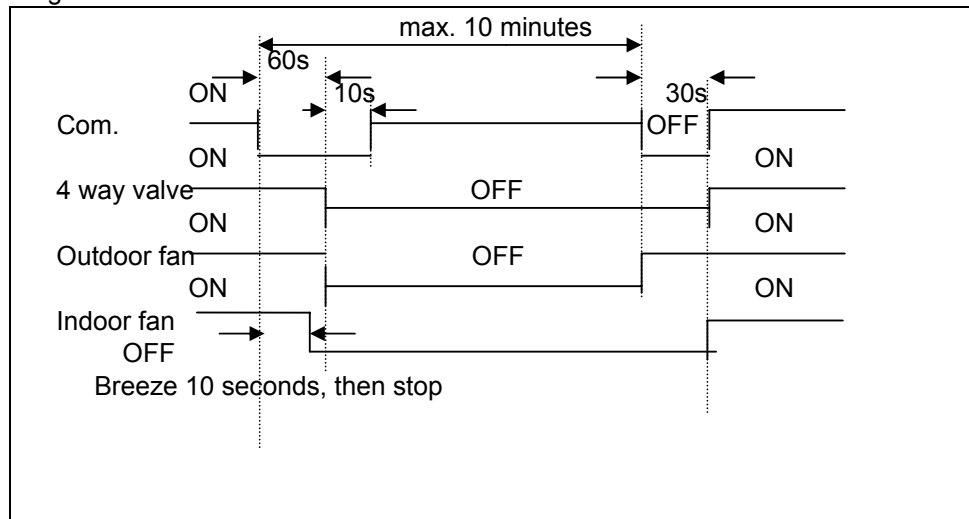 max. 10 minutes
60s
ON 10s 30s
Com. OFF
ON ON
4 way valve OFF
ON ON
Outdoor fan OFF
ON ON
Indoor fan
OFF
Breeze 10 seconds, then stop